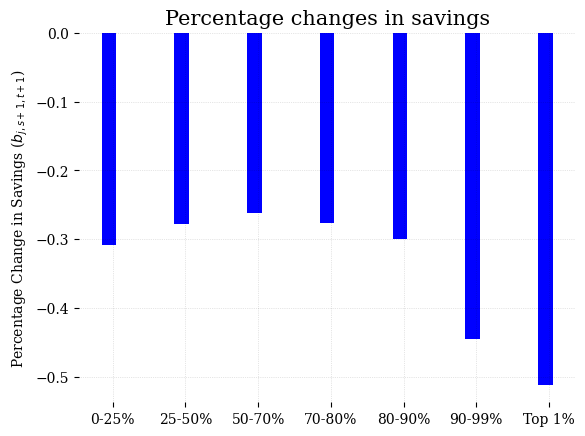 Percentage changes in savings
Percentage Change in Savings (b_{j,s+1,t+1})
0.0
−0.1
−0.2
−0.3
−0.4
−0.5
0-25% 25-50% 50-70% 70-80% 80-90% 90-99% Top 1%